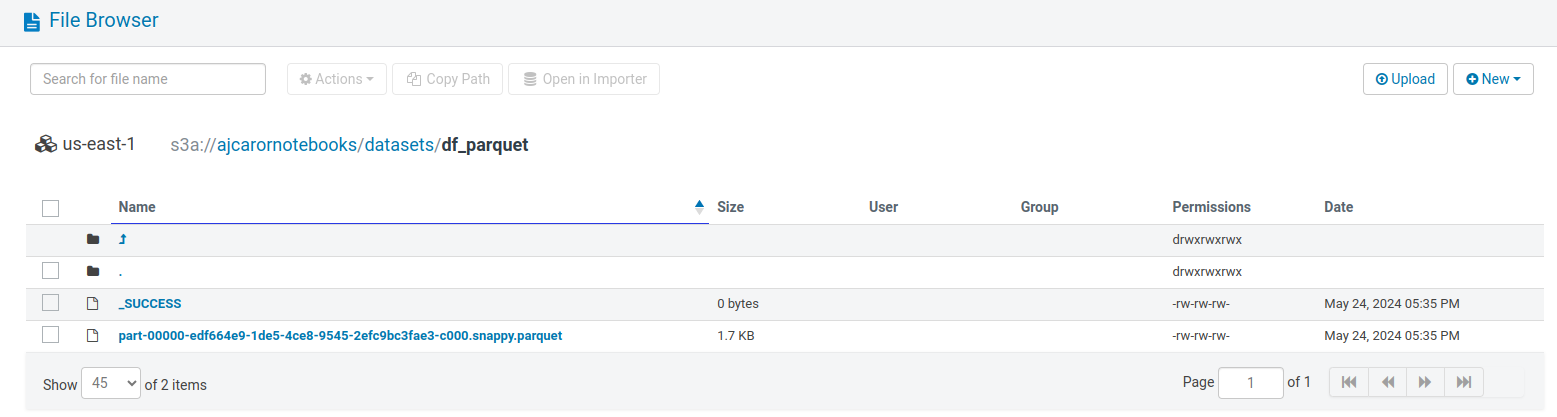 File Browser
Search for file name Actions Copy Path Open in Importer Upload New
us-east-1 s3a://ajcarornotebooks/datasets/df_parquet
Name Size User Group Permissions Date
drwxrwxrwx
. drwxrwxrwx
_SUCCESS 0 bytes -rw-rw-rw- May 24, 2024 05:35 PM
part-00000-edf664e9-1de5-4ce8-9545-2efc9bc3fae3-c000.snappy.parquet 1.7 KB -rw-rw-rw- May 24, 2024 05:35 PM
Show 45 of 2 items Page 1 of 1